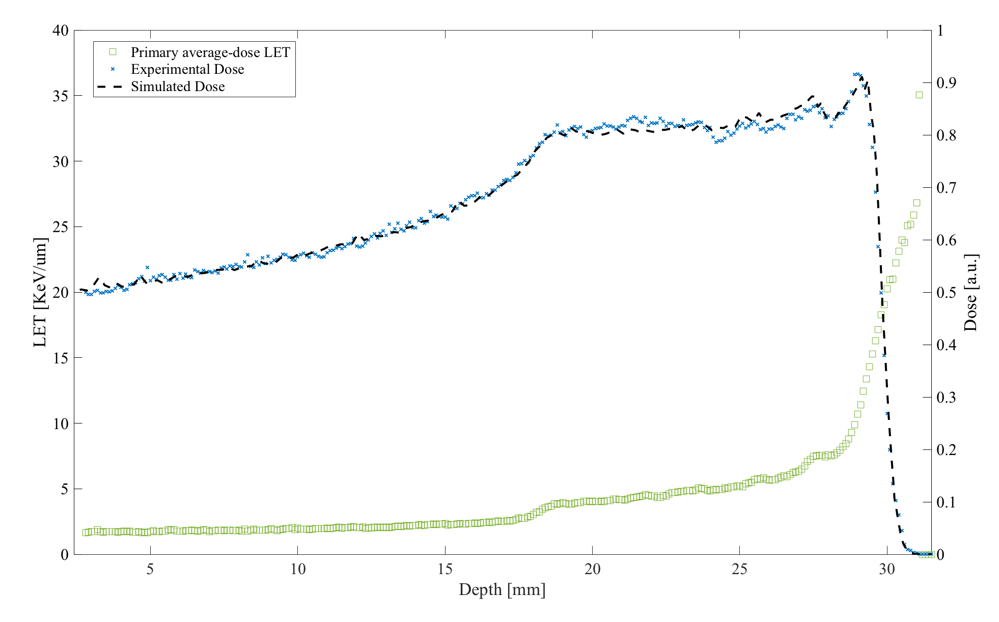 Primary average-dose LET
Experimental Dose
Simulated Dose
LET [KeV/um]
40
35
30
25
20
15
10
5
0
Dose [a.u.]
1
0.9
0.8
0.7
0.6
0.5
0.4
0.3
0.2
0.1
0
5 10 15 20 25 30
Depth [mm]